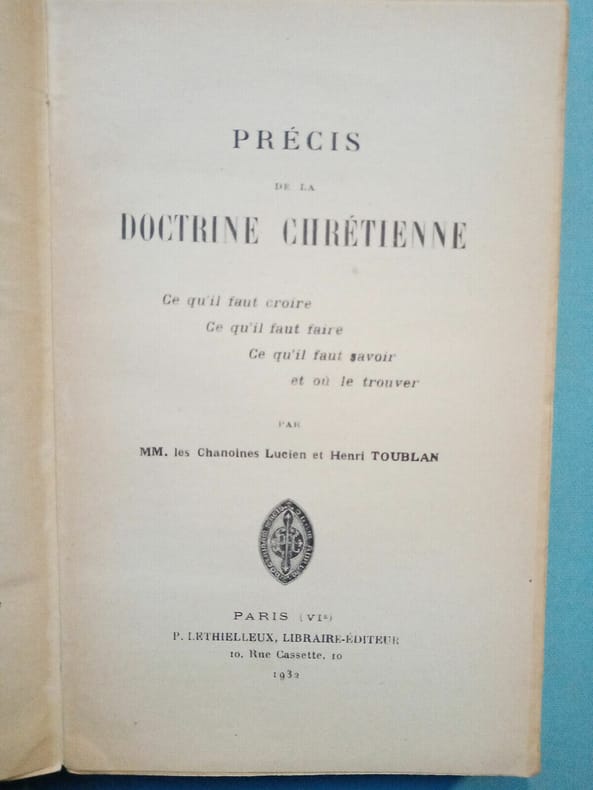 PRÉCIS
DE LA
DOCTRINE CHRÉTIENNE
Ce qu'il faut croire
Ce qu'il faut faire
Ce qu'il faut savoir
et où le trouver
PAR
MM. les Chanoines Lucien et Henri TOUBLAN
PARIS (VIe)
P. LETHIELLEUX, LIBRAIRE-ÉDITEUR
10, Rue Cassette, 10
1932